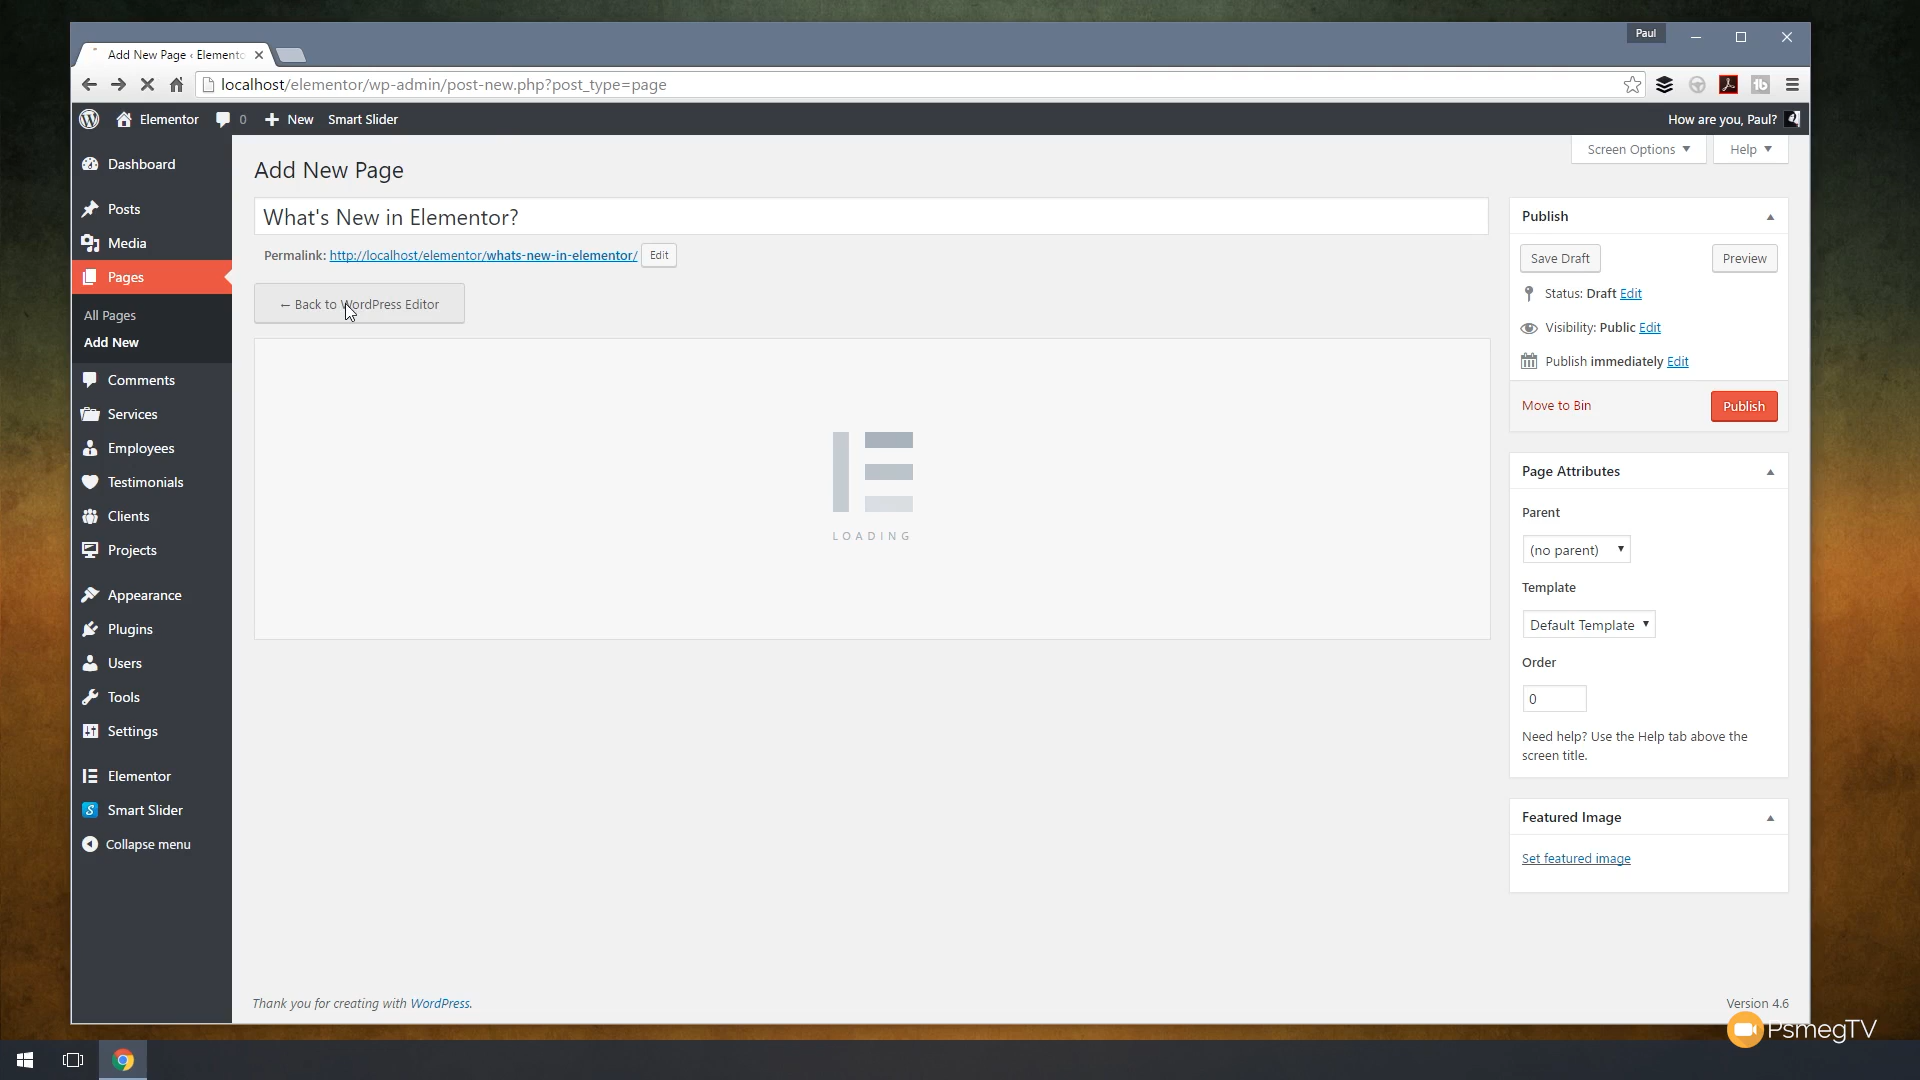 Paul
Add New Page ‹ Elemento
localhost/elementor/wp-admin/post-new.php?post_type=page
Elementor 0 New Smart Slider How are you, Paul?
Screen Options Help
Dashboard
Posts
Media
Pages
All Pages
Add New
Comments
Services
Employees
Testimonials
Clients
Projects
Appearance
Plugins
Users
Tools
Settings
Elementor
Smart Slider
Collapse menu
Add New Page
What's New in Elementor?
Permalink: http://localhost/elementor/whats-new-in-elementor/ Edit
← Back to WordPress Editor
LOADING
Publish
Save Draft Preview
Status: Draft Edit
Visibility: Public Edit
Publish immediately Edit
Move to Bin Publish
Page Attributes
Parent
(no parent)
Template
Default Template
Order
0
Need help? Use the Help tab above the
screen title.
Featured Image
Set featured image
Thank you for creating with WordPress. Version 4.6
PsmegTV